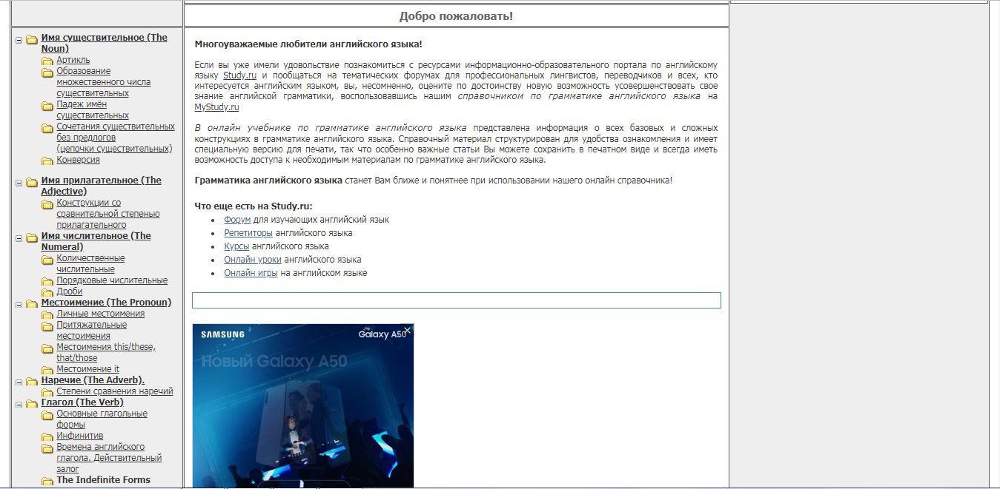 Добро пожаловать!
Имя существительное (The
Noun)
Артикль
Образование
множественного числа
существительных
Падеж имён
существительных
Сочетания существительных
без предлогов
(цепочки существительных)
Конверсия
Имя прилагательное (The
Adjective)
Конструкции со
сравнительной степенью
прилагательного
Имя числительное (The
Numeral)
Количественные
числительные
Порядковые числительные
Дроби
Местоимение (The Pronoun)
Личные местоимения
Притяжательные
местоимения
Местоимения this/these,
that/those
Местоимение it
Наречие (The Adverb).
Степени сравнения наречий
Глагол (The Verb)
Основные глагольные
формы
Инфинитив
Времена английского
глагола. Действительный
залог
The Indefinite Forms
Многоуважаемые любители английского языка!
Если вы уже имели удовольствие познакомиться с ресурсами информационно-образовательного портала по английскому
языку Study.ru и пообщаться на тематических форумах для профессиональных лингвистов, переводчиков и всех, кто
интересуется английским языком, вы, несомненно, оцените по достоинству новую возможность усовершенствовать свое
знание английской грамматики, воспользовавшись нашим справочником по грамматике английского языка на
MyStudy.ru
В онлайн учебнике по грамматике английского языка представлена информация о всех базовых и сложных
конструкциях в грамматике английского языка. Справочный материал структурирован для удобства ознакомления и имеет
специальную версию для печати, так что особенно важные статьи Вы можете сохранить в печатном виде и всегда иметь
возможность доступа к необходимым материалам по грамматике английского языка.
Грамматика английского языка станет Вам ближе и понятнее при использовании нашего онлайн справочника!
Что еще есть на Study.ru:
• Форум для изучающих английский язык
• Репетиторы английского языка
• Курсы английского языка
• Онлайн уроки английского языка
• Онлайн игры на английском языке
SAMSUNG Galaxy A50
Новый Galaxy A50